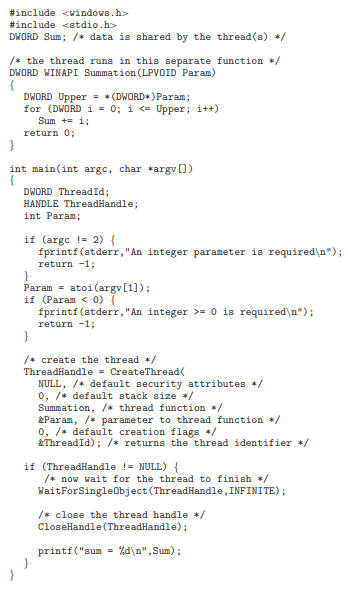 #include <windows.h>
#include <stdio.h>
DWORD Sum; /* data is shared by the thread(s) */
/* the thread runs in this separate function */
DWORD WINAPI Summation(LPVOID Param)
{
DWORD Upper = *(DWORD*)Param;
for (DWORD i = 0; i <= Upper; i++)
Sum += i;
return 0;
}
int main(int argc, char *argv[])
{
DWORD ThreadId;
HANDLE ThreadHandle;
int Param;
if (argc != 2) {
fprintf(stderr,"An integer parameter is required\n");
return -1;
}
Param = atoi(argv[1]);
if (Param < 0) {
fprintf(stderr,"An integer >= 0 is required\n");
return -1;
}
/* create the thread */
ThreadHandle = CreateThread(
NULL, /* default security attributes */
0, /* default stack size */
Summation, /* thread function */
&Param, /* parameter to thread function */
0, /* default creation flags */
&ThreadId); /* returns the thread identifier */
if (ThreadHandle != NULL) {
/* now wait for the thread to finish */
WaitForSingleObject(ThreadHandle,INFINITE);
/* close the thread handle */
CloseHandle(ThreadHandle);
printf("sum = %d\n",Sum);
}
}